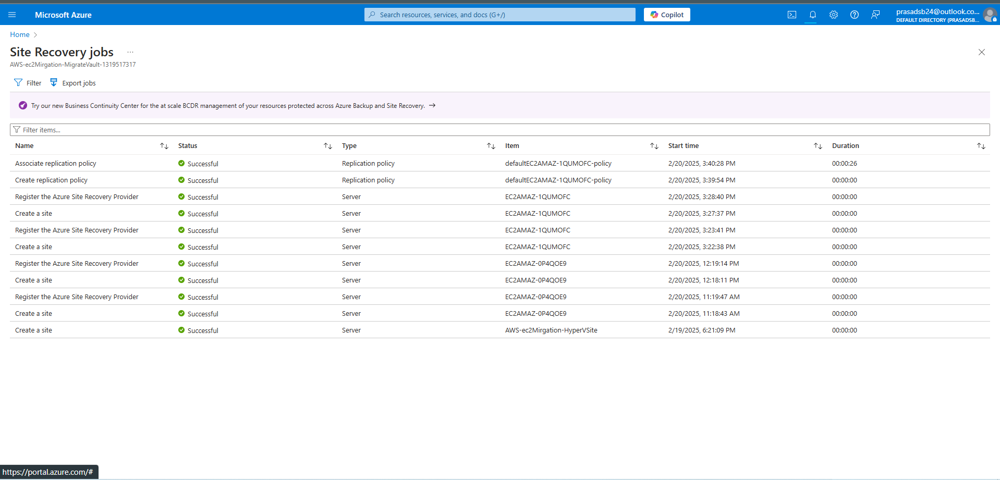 Microsoft Azure
Search resources, services, and docs (G+/)
Copilot
prasadsb24@outlook.co...
DEFAULT DIRECTORY (PRASADSB...
Home
Site Recovery jobs
...
AWS-ec2Mirgation-MigrateVault-1319517317
Filter Export jobs
Try our new Business Continuity Center for the at scale BCDR management of your resources protected across Azure Backup and Site Recovery. →
Filter items...
Name Status Type Item Start time Duration
Associate replication policy Successful Replication policy defaultEC2AMAZ-1QUMOFC-policy 2/20/2025, 3:40:28 PM 00:00:26
Create replication policy Successful Replication policy defaultEC2AMAZ-1QUMOFC-policy 2/20/2025, 3:39:54 PM 00:00:00
Register the Azure Site Recovery Provider Successful Server EC2AMAZ-1QUMOFC 2/20/2025, 3:28:40 PM 00:00:00
Create a site Successful Server EC2AMAZ-1QUMOFC 2/20/2025, 3:27:37 PM 00:00:00
Register the Azure Site Recovery Provider Successful Server EC2AMAZ-1QUMOFC 2/20/2025, 3:23:41 PM 00:00:00
Create a site Successful Server EC2AMAZ-1QUMOFC 2/20/2025, 3:22:38 PM 00:00:00
Register the Azure Site Recovery Provider Successful Server EC2AMAZ-0P4QOE9 2/20/2025, 12:19:14 PM 00:00:00
Create a site Successful Server EC2AMAZ-0P4QOE9 2/20/2025, 12:18:11 PM 00:00:00
Register the Azure Site Recovery Provider Successful Server EC2AMAZ-0P4QOE9 2/20/2025, 11:19:47 AM 00:00:00
Create a site Successful Server EC2AMAZ-0P4QOE9 2/20/2025, 11:18:43 AM 00:00:00
Create a site Successful Server AWS-ec2Mirgation-HyperVSite 2/19/2025, 6:21:09 PM 00:00:00
https://portal.azure.com/#